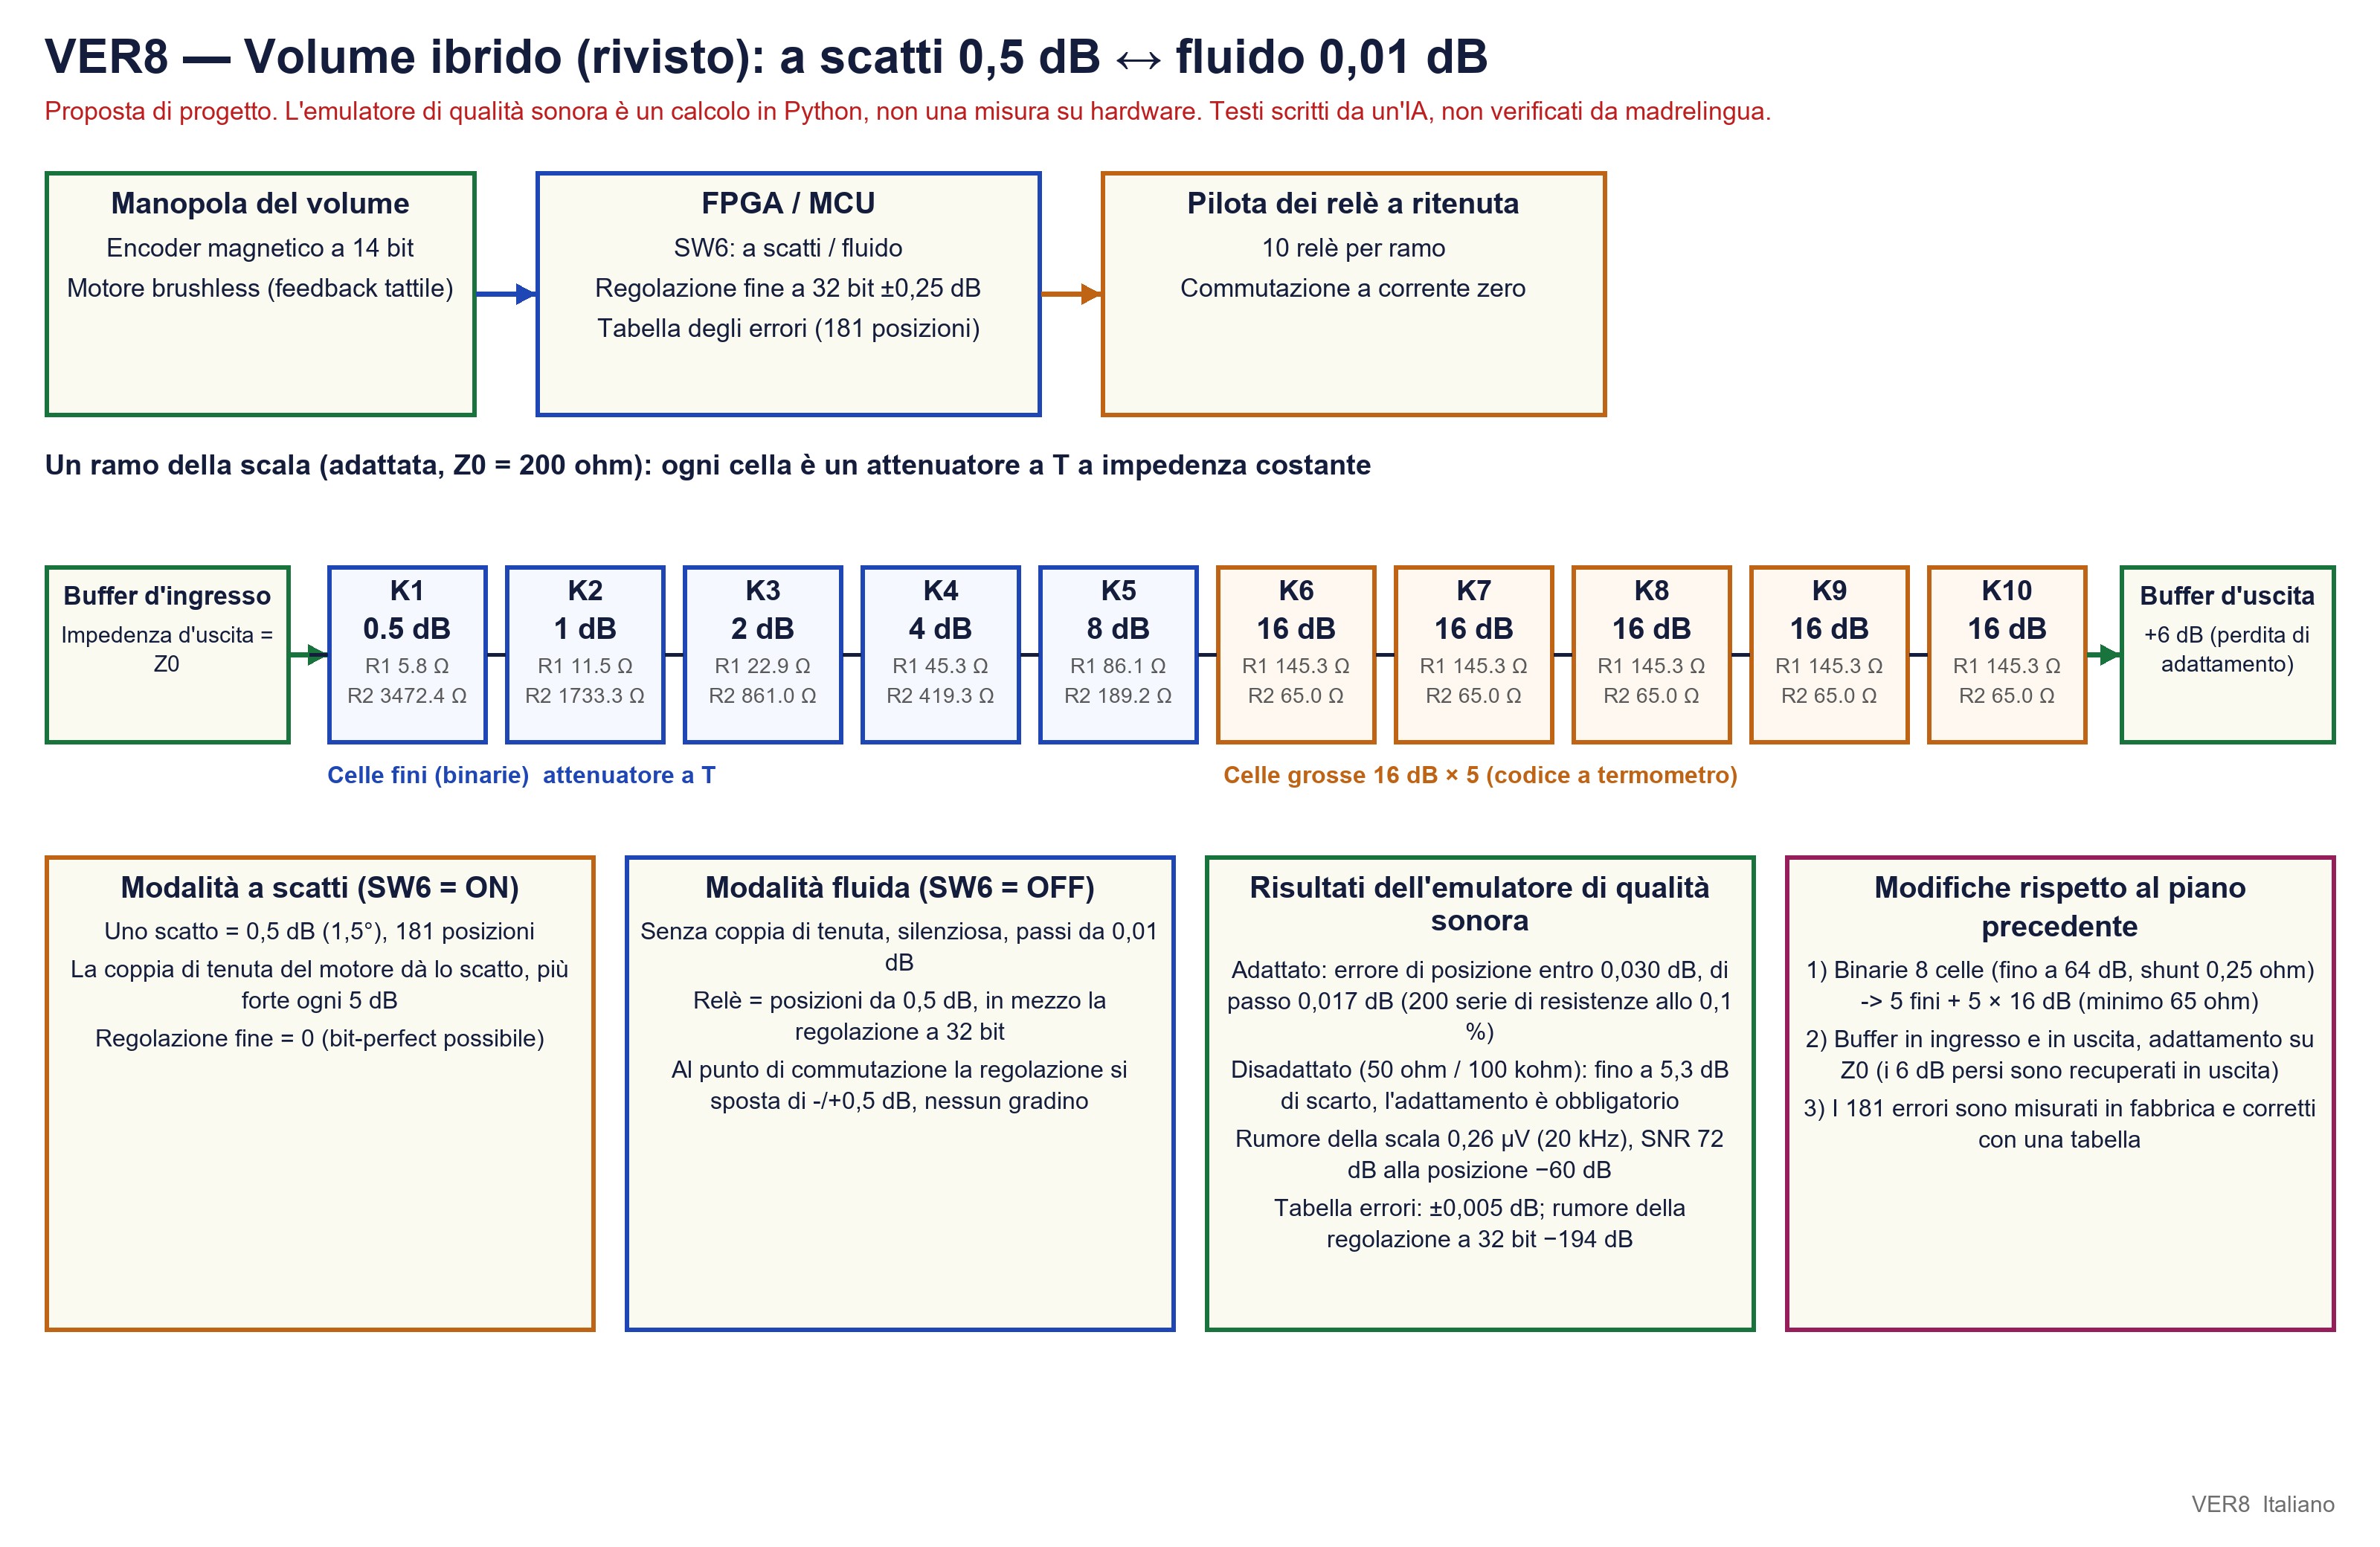 VER8 — Volume ibrido (rivisto): a scatti 0,5 dB ↔ fluido 0,01 dB
Proposta di progetto. L'emulatore di qualità sonora è un calcolo in Python, non una misura su hardware. Testi scritti da un'IA, non verificati da madrelingua.
Manopola del volume
Encoder magnetico a 14 bit
Motore brushless (feedback tattile)
FPGA / MCU
SW6: a scatti / fluido
Regolazione fine a 32 bit ±0,25 dB
Tabella degli errori (181 posizioni)
Pilota dei relè a ritenuta
10 relè per ramo
Commutazione a corrente zero
Un ramo della scala (adattata, Z0 = 200 ohm): ogni cella è un attenuatore a T a impedenza costante
Buffer d'ingresso
Impedenza d'uscita =
Z0
K1
0.5 dB
R1 5.8 Ω
R2 3472.4 Ω
K2
1 dB
R1 11.5 Ω
R2 1733.3 Ω
K3
2 dB
R1 22.9 Ω
R2 861.0 Ω
K4
4 dB
R1 45.3 Ω
R2 419.3 Ω
K5
8 dB
R1 86.1 Ω
R2 189.2 Ω
K6
16 dB
R1 145.3 Ω
R2 65.0 Ω
K7
16 dB
R1 145.3 Ω
R2 65.0 Ω
K8
16 dB
R1 145.3 Ω
R2 65.0 Ω
K9
16 dB
R1 145.3 Ω
R2 65.0 Ω
K10
16 dB
R1 145.3 Ω
R2 65.0 Ω
Buffer d'uscita
+6 dB (perdita di
adattamento)
Celle fini (binarie)  attenuatore a T
Celle grosse 16 dB × 5 (codice a termometro)
Modalità a scatti (SW6 = ON)
Uno scatto = 0,5 dB (1,5°), 181 posizioni
La coppia di tenuta del motore dà lo scatto, più
forte ogni 5 dB
Regolazione fine = 0 (bit-perfect possibile)
Modalità fluida (SW6 = OFF)
Senza coppia di tenuta, silenziosa, passi da 0,01
dB
Relè = posizioni da 0,5 dB, in mezzo la
regolazione a 32 bit
Al punto di commutazione la regolazione si
sposta di -/+0,5 dB, nessun gradino
Risultati dell'emulatore di qualità
sonora
Adattato: errore di posizione entro 0,030 dB, di
passo 0,017 dB (200 serie di resistenze allo 0,1
%)
Disadattato (50 ohm / 100 kohm): fino a 5,3 dB
di scarto, l'adattamento è obbligatorio
Rumore della scala 0,26 µV (20 kHz), SNR 72
dB alla posizione −60 dB
Tabella errori: ±0,005 dB; rumore della
regolazione a 32 bit −194 dB
Modifiche rispetto al piano
precedente
1) Binarie 8 celle (fino a 64 dB, shunt 0,25 ohm)
-> 5 fini + 5 × 16 dB (minimo 65 ohm)
2) Buffer in ingresso e in uscita, adattamento su
Z0 (i 6 dB persi sono recuperati in uscita)
3) I 181 errori sono misurati in fabbrica e corretti
con una tabella
VER8  Italiano